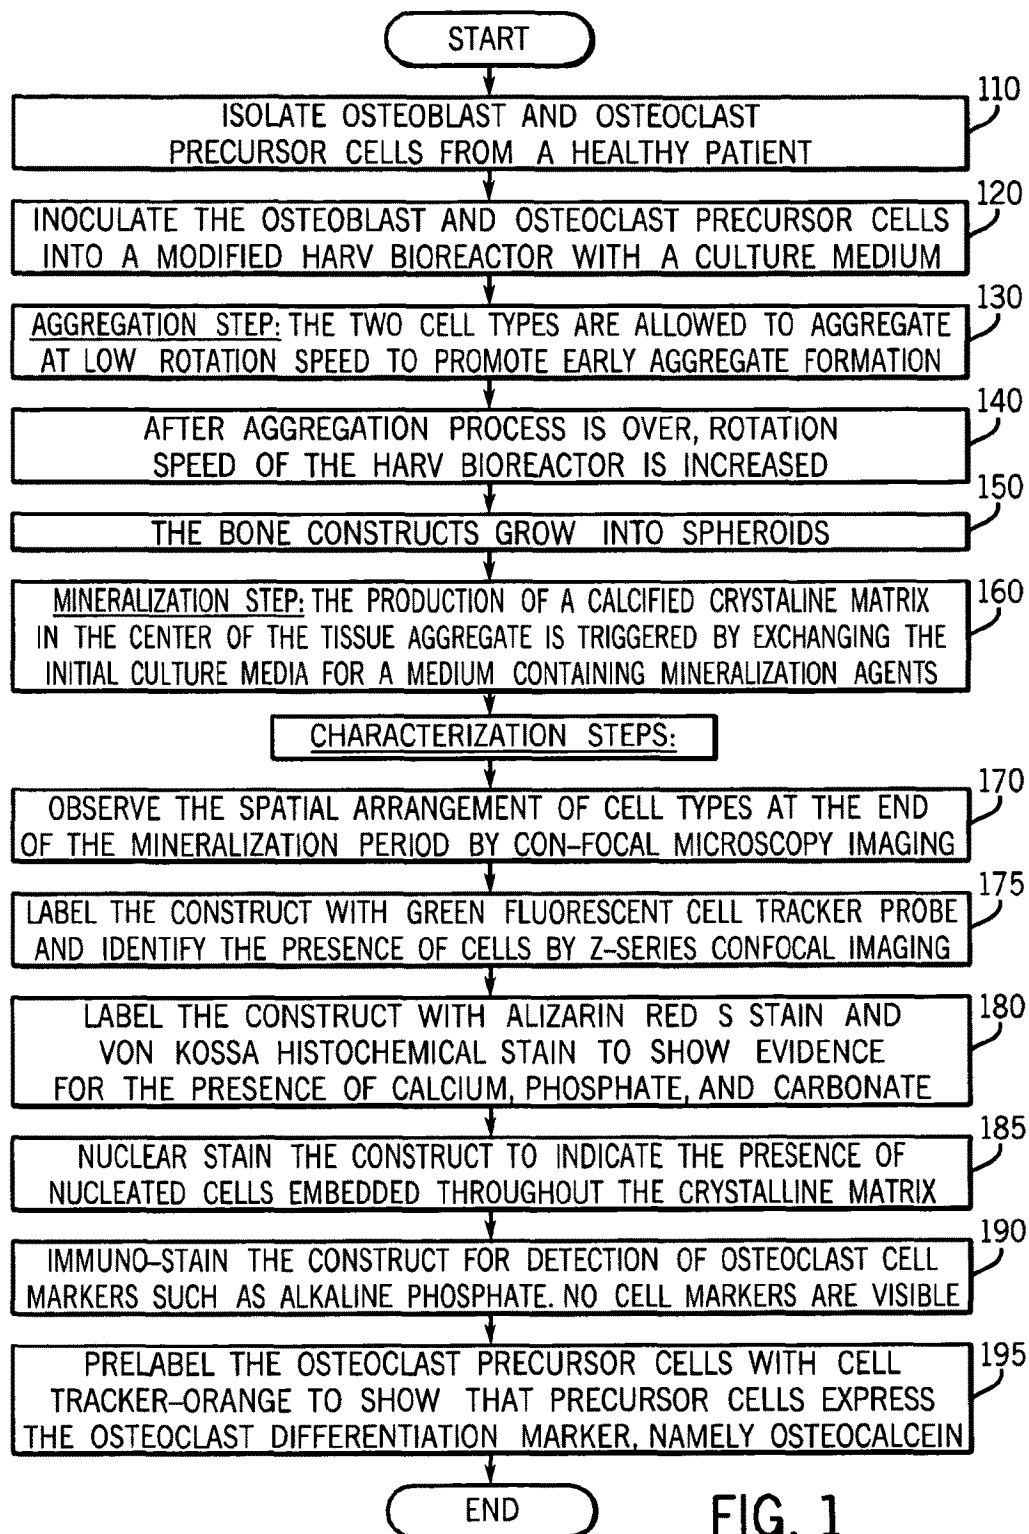 START
110
ISOLATE OSTEOBLAST AND OSTEOCLAST
PRECURSOR CELLS FROM A HEALTHY PATIENT
120
INOCULATE THE OSTEOBLAST AND OSTEOCLAST PRECURSOR CELLS
INTO A MODIFIED HARV BIOREACTOR WITH A CULTURE MEDIUM
130
AGGREGATION STEP: THE TWO CELL TYPES ARE ALLOWED TO AGGREGATE
AT LOW ROTATION SPEED TO PROMOTE EARLY AGGREGATE FORMATION
140
AFTER AGGREGATION PROCESS IS OVER, ROTATION
SPEED OF THE HARV BIOREACTOR IS INCREASED
150
THE BONE CONSTRUCTS GROW INTO SPHEROIDS
160
MINERALIZATION STEP: THE PRODUCTION OF A CALCIFIED CRYSTALINE MATRIX
IN THE CENTER OF THE TISSUE AGGREGATE IS TRIGGERED BY EXCHANGING THE
INITIAL CULTURE MEDIA FOR A MEDIUM CONTAINING MINERALIZATION AGENTS
CHARACTERIZATION STEPS:
170
OBSERVE THE SPATIAL ARRANGEMENT OF CELL TYPES AT THE END
OF THE MINERALIZATION PERIOD BY CON-FOCAL MICROSCOPY IMAGING
175
LABEL THE CONSTRUCT WITH GREEN FLUORESCENT CELL TRACKER PROBE
AND IDENTIFY THE PRESENCE OF CELLS BY Z-SERIES CONFOCAL IMAGING
180
LABEL THE CONSTRUCT WITH ALIZARIN RED S STAIN AND
VON KOSSA HISTOCHEMICAL STAIN TO SHOW EVIDENCE
FOR THE PRESENCE OF CALCIUM, PHOSPHATE, AND CARBONATE
185
NUCLEAR STAIN THE CONSTRUCT TO INDICATE THE PRESENCE OF
NUCLEATED CELLS EMBEDDED THROUGHOUT THE CRYSTALLINE MATRIX
190
IMMUNO-STAIN THE CONSTRUCT FOR DETECTION OF OSTEOCLAST CELL
MARKERS SUCH AS ALKALINE PHOSPHATE. NO CELL MARKERS ARE VISIBLE
195
PRELABEL THE OSTEOCLAST PRECURSOR CELLS WITH CELL
TRACKER-ORANGE TO SHOW THAT PRECURSOR CELLS EXPRESS
THE OSTEOCLAST DIFFERENTIATION MARKER, NAMELY OSTEOCALCEIN
END
FIG. 1